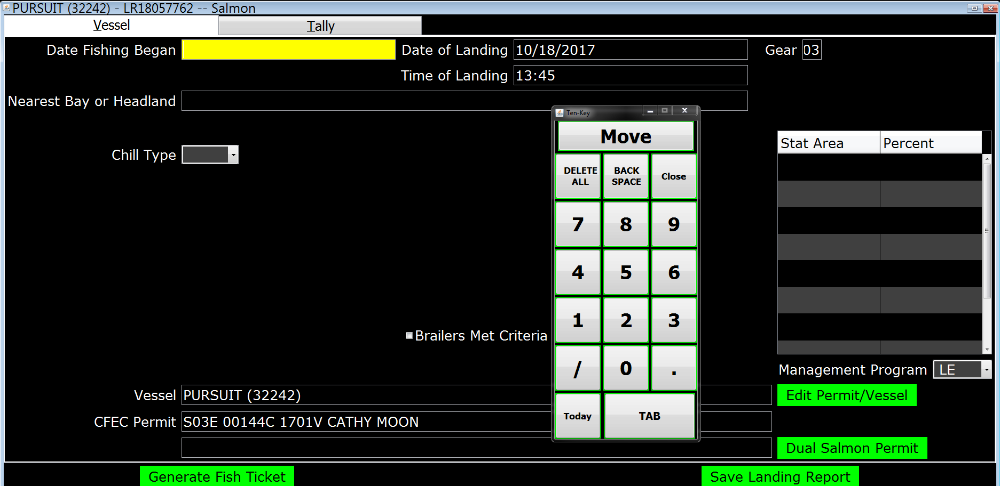 PURSUIT (32242) - LR18057762 -- Salmon
Vessel Tally
Date Fishing Began Date of Landing 10/18/2017 Gear 03
Time of Landing 13:45
Nearest Bay or Headland
Ten-Key
Move
DELETE ALL BACK SPACE Close
7 8 9
4 5 6
1 2 3
/ 0 .
Today TAB
Chill Type
Stat Area Percent
Brailers Met Criteria
Management Program LE
Vessel PURSUIT (32242) Edit Permit/Vessel
CFEC Permit S03E 00144C 1701V CATHY MOON
Dual Salmon Permit
Generate Fish Ticket Save Landing Report